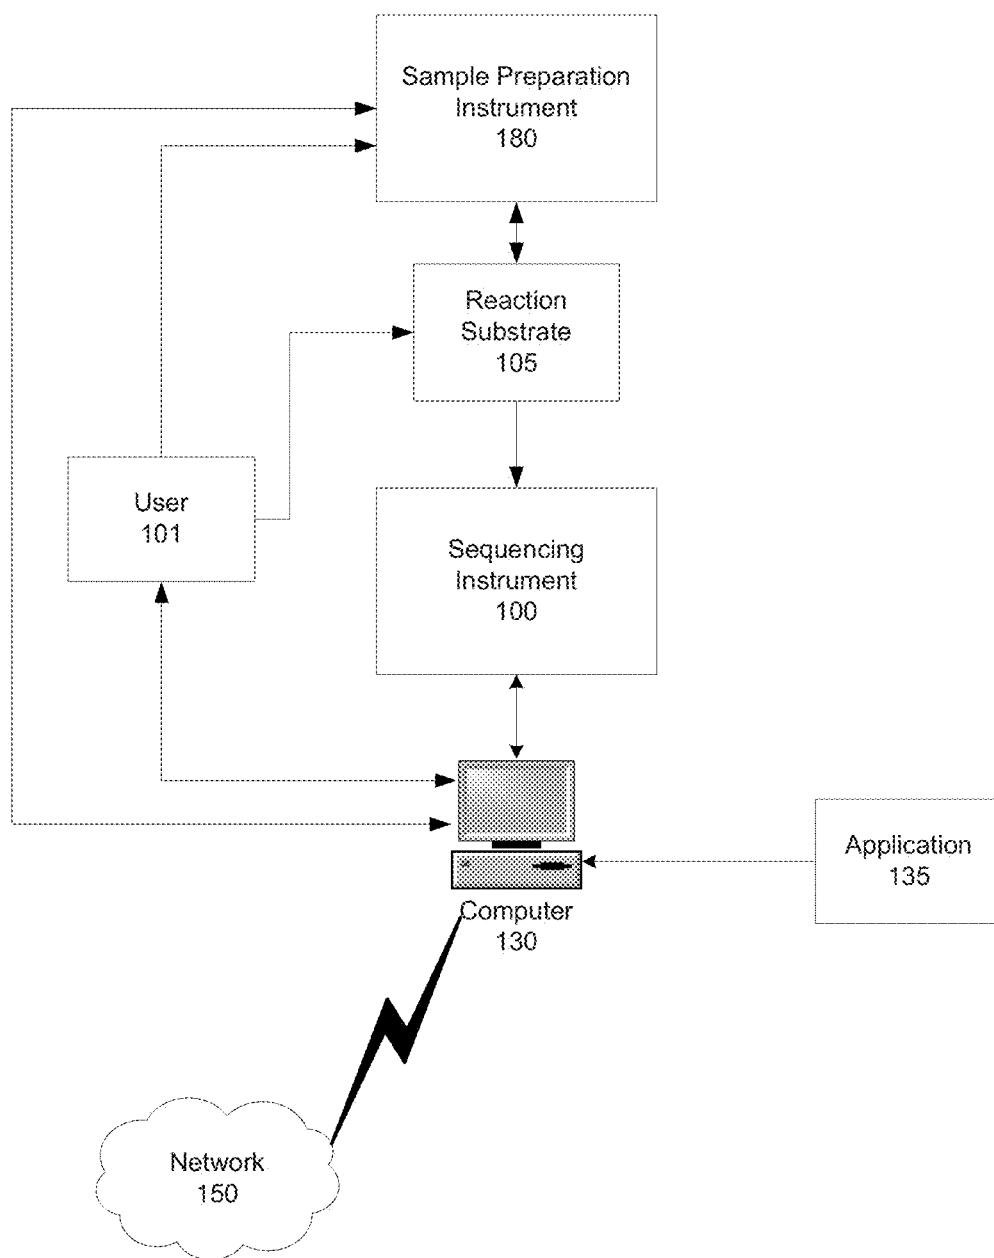 Sample Preparation
Instrument
180
Reaction
Substrate
105
User
101
Sequencing
Instrument
100
Application
135
Computer
130
Network
150